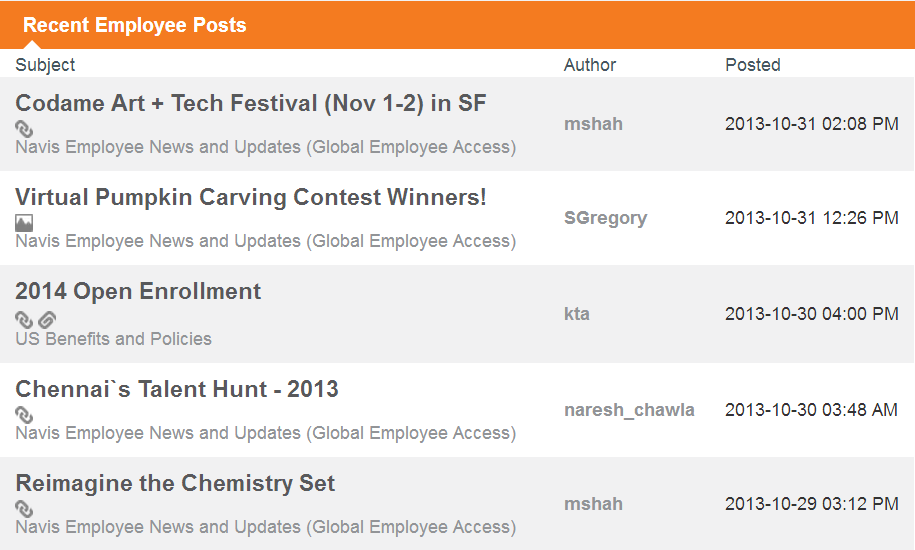 Recent Employee Posts
Subject Author Posted
Codame Art + Tech Festival (Nov 1-2) in SF
mshah 2013-10-31 02:08 PM
Navis Employee News and Updates (Global Employee Access)
Virtual Pumpkin Carving Contest Winners!
SGregory 2013-10-31 12:26 PM
Navis Employee News and Updates (Global Employee Access)
2014 Open Enrollment
kta 2013-10-30 04:00 PM
US Benefits and Policies
Chennai`s Talent Hunt - 2013
naresh_chawla 2013-10-30 03:48 AM
Navis Employee News and Updates (Global Employee Access)
Reimagine the Chemistry Set
mshah 2013-10-29 03:12 PM
Navis Employee News and Updates (Global Employee Access)